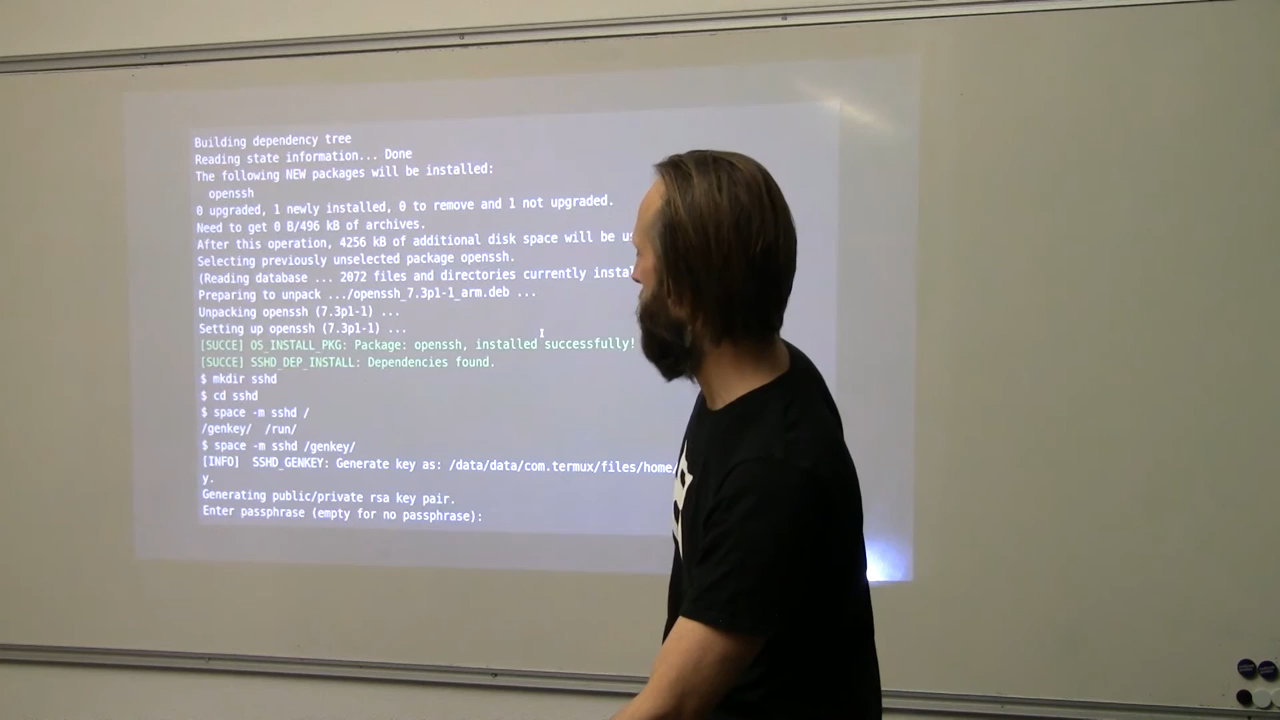 Building dependency tree
Reading state information... Done
The following NEW packages will be installed:
openssh
0 upgraded, 1 newly installed, 0 to remove and 1 not upgraded.
Need to get 0 B/496 kB of archives.
After this operation, 4256 kB of additional disk space will be
Selecting previously unselected package openssh.
(Reading database ... 2072 files and directories currently
Preparing to unpack .../openssh_7.3p1-1_arm.deb ...
Unpacking openssh (7.3p1-1) ...
Setting up openssh (7.3p1-1) ...
[SUCCE] OS_INSTALL_PKG: Package: openssh, installed successfully!
[SUCCE] SSHD_DEP_INSTALL: Dependencies found.
$ mkdir sshd
$ cd sshd
$ space -m sshd /
/genkey/ /run/
$ space -m sshd /genkey/
[INFO] SSHD_GENKEY: Generate key as: /data/data/com.termux/files/home/
y.
Generating public/private rsa key pair.
Enter passphrase (empty for no passphrase):